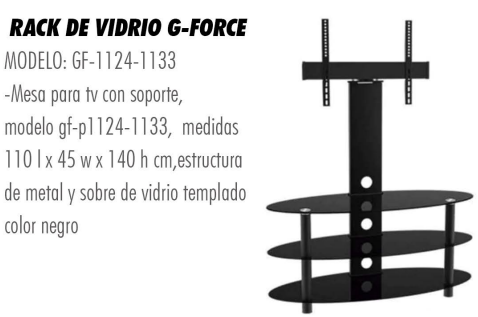 RACK DE VIDRIO G-FORCE
MODELO: GF-1124-1133
-Mesa para tv con soporte,
modelo gf-p1124-1133, medidas
110 l x 45 w x 140 h cm,estructura
de metal y sobre de vidrio templado
color negro